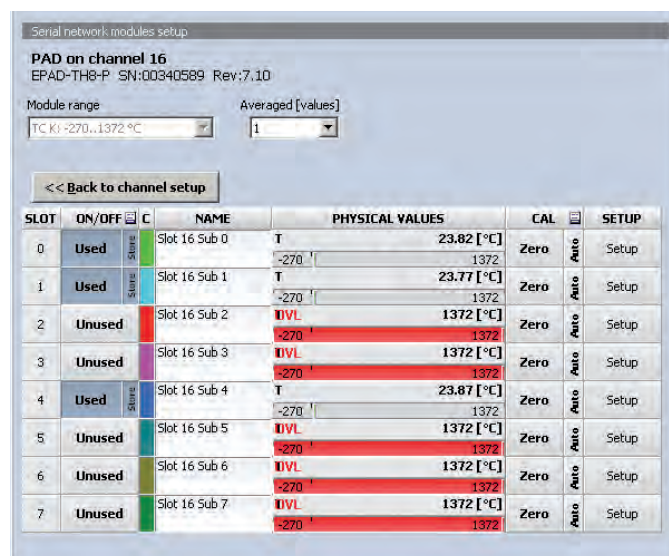 Serial network modules setup
PAD on channel 16
EPAD-TH8-P SN:00340589 Rev:7.10
Module range Averaged [values]
TC K: -270..1372 °C 1
<< Back to channel setup
SLOT ON/OFF C NAME PHYSICAL VALUES CAL SETUP
0 Used Store Slot 16 Sub 0 T 23.82 [°C] Zero Auto Setup
-270 1372
1 Used Store Slot 16 Sub 1 T 23.77 [°C] Zero Auto Setup
-270 1372
2 Unused Slot 16 Sub 2 OVL 1372 [°C] Zero Auto Setup
-270 1372
3 Unused Slot 16 Sub 3 OVL 1372 [°C] Zero Auto Setup
-270 1372
4 Used Store Slot 16 Sub 4 T 23.87 [°C] Zero Auto Setup
-270 1372
5 Unused Slot 16 Sub 5 OVL 1372 [°C] Zero Auto Setup
-270 1372
6 Unused Slot 16 Sub 6 OVL 1372 [°C] Zero Auto Setup
-270 1372
7 Unused Slot 16 Sub 7 OVL 1372 [°C] Zero Auto Setup
-270 1372